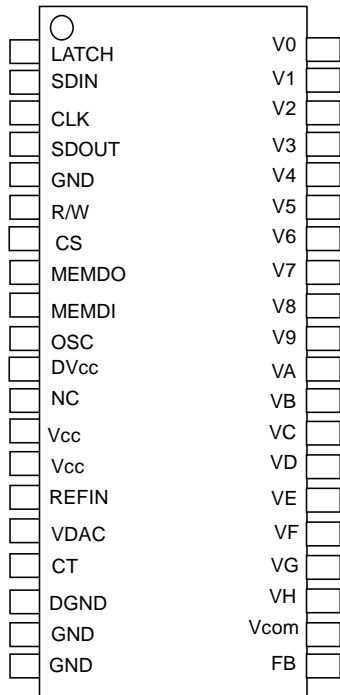 LATCH V0
SDIN V1
CLK V2
SDOUT V3
GND V4
R/W V5
CS V6
MEMDO V7
MEMDI V8
OSC V9
DVcc VA
NC VB
Vcc VC
Vcc VD
REFIN VE
VDAC VF
CT VG
DGND VH
GND Vcom
GND FB